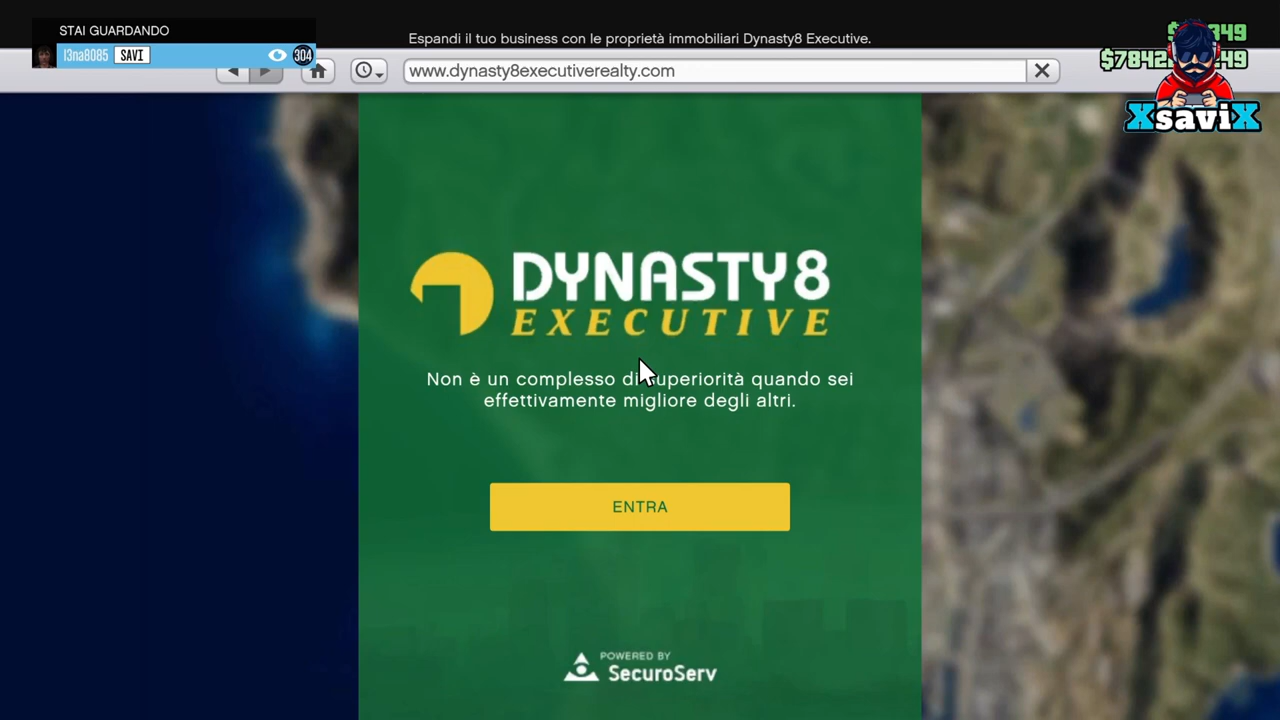 STAI GUARDANDO
l3na8085 SAVI 304
Espandi il tuo business con le proprietà immobiliari Dynasty8 Executive.
www.dynasty8executiverealty.com
XsaviX
DYNASTY8
EXECUTIVE
Non è un complesso di superiorità quando sei
effettivamente migliore degli altri.
ENTRA
POWERED BY
SecuroServ